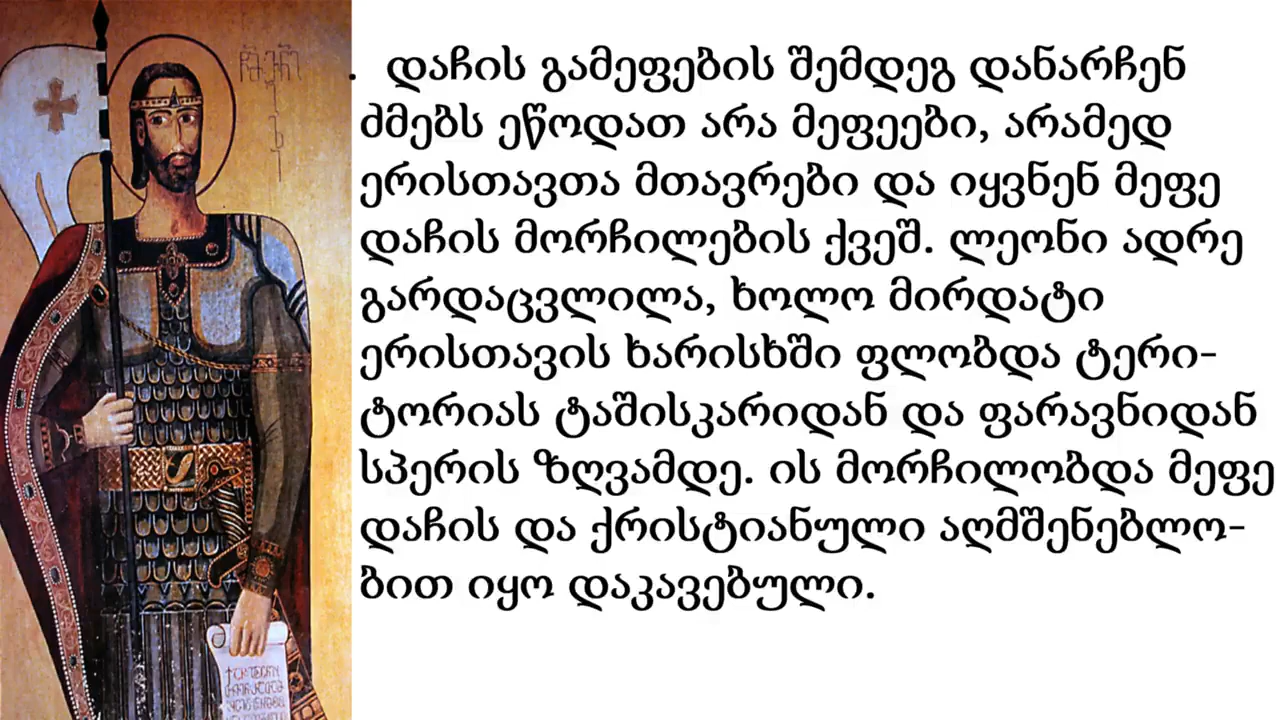 . დაჩის გამეფების შემდეგ დანარჩენ
ძმებს ეწოდათ არა მეფეები, არამედ
ერისთავთა მთავრები და იყვნენ მეფე
დაჩის მორჩილების ქვეშ. ლეონი ადრე
გარდაცვლილა, ხოლო მირდატი
ერისთავის ხარისხში ფლობდა ტერი-
ტორიას ტაშისკარიდან და ფარავნიდან
სპერის ზღვამდე. ის მორჩილობდა მეფე
დაჩის და ქრისტიანული აღმშენებლო-
ბით იყო დაკავებული.